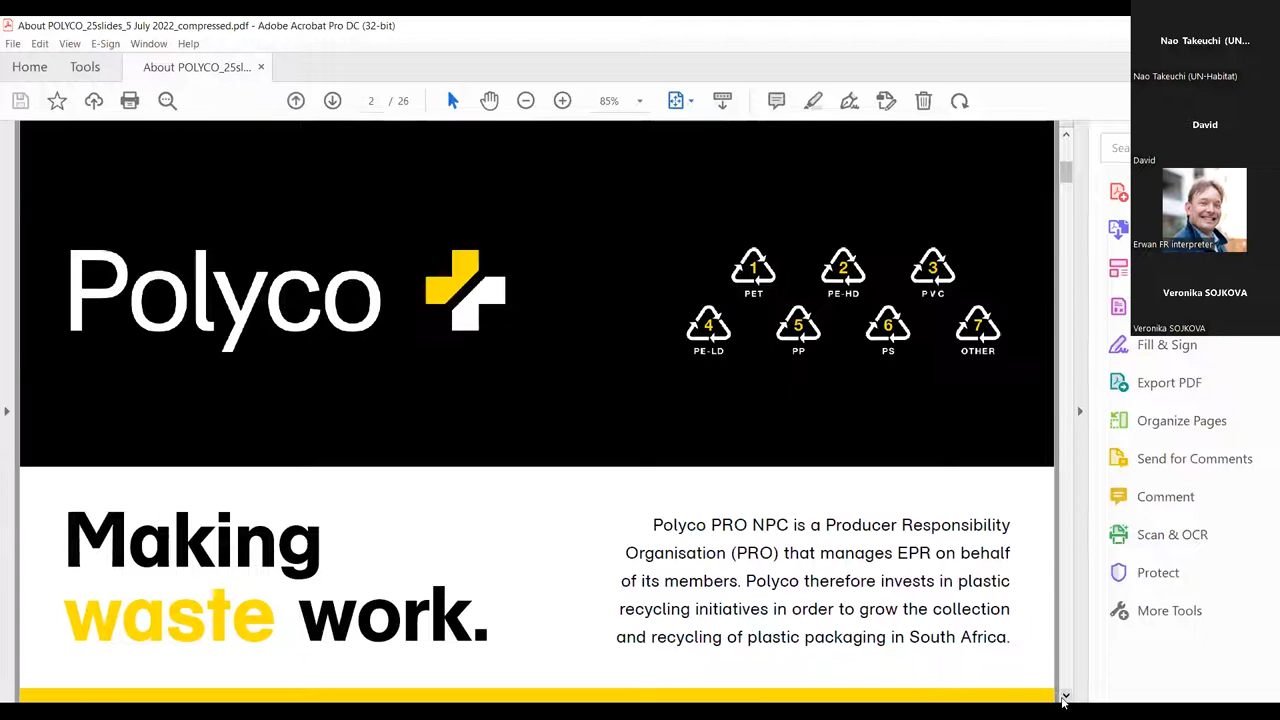 About POLYCO_25slides_5 July 2022_compressed.pdf - Adobe Acrobat Pro DC (32-bit)
File Edit View E-Sign Window Help
Home Tools About POLYCO_25sl... ×
2 / 26 85%
Polyco
1 PET
2 PE-HD
3 PVC
4 PE-LD
5 PP
6 PS
7 OTHER
Making
waste work.
Polyco PRO NPC is a Producer Responsibility
Organisation (PRO) that manages EPR on behalf
of its members. Polyco therefore invests in plastic
recycling initiatives in order to grow the collection
and recycling of plastic packaging in South Africa.
Sea
Fill & Sign
Export PDF
Organize Pages
Send for Comments
Comment
Scan & OCR
Protect
More Tools
Nao Takeuchi (UN...
Nao Takeuchi (UN-Habitat)
David
David
Erwan FR interpreter
Veronika SOJKOVA
Veronika SOJKOVA